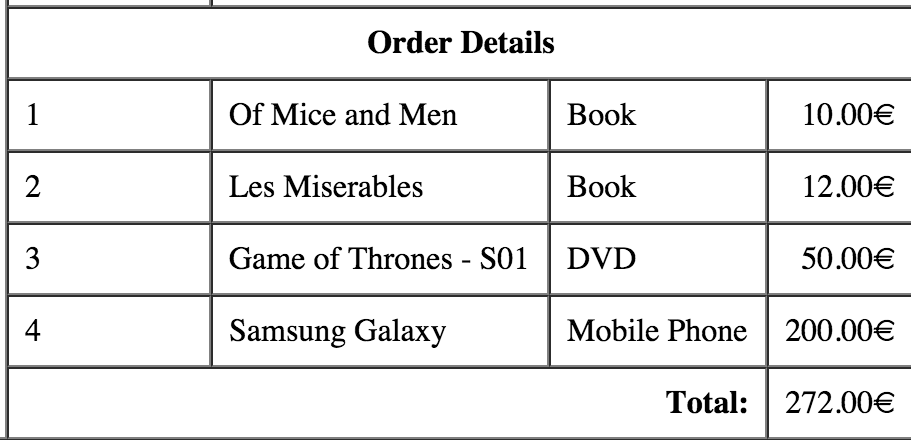 Order Details
1 Of Mice and Men Book 10.00€
2 Les Miserables Book 12.00€
3 Game of Thrones - S01 DVD 50.00€
4 Samsung Galaxy Mobile Phone 200.00€
Total: 272.00€